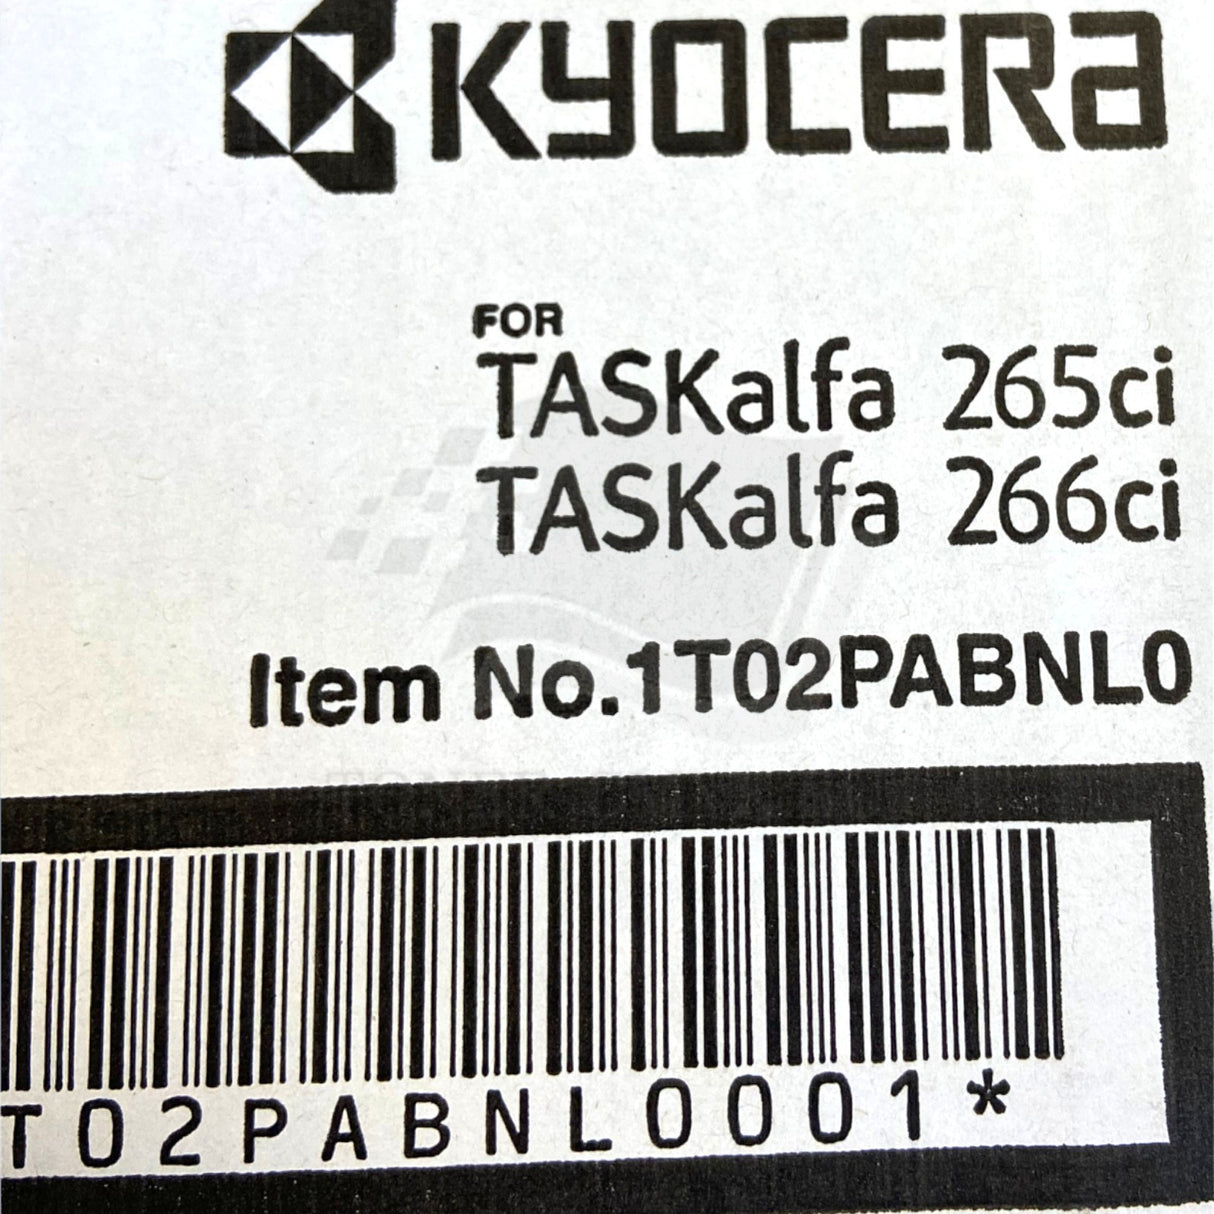 KYOCERA
FOR
TASKalfa 265ci
TASKalfa 266ci
Item No.1T02PABNL0
T02PABNL0001*